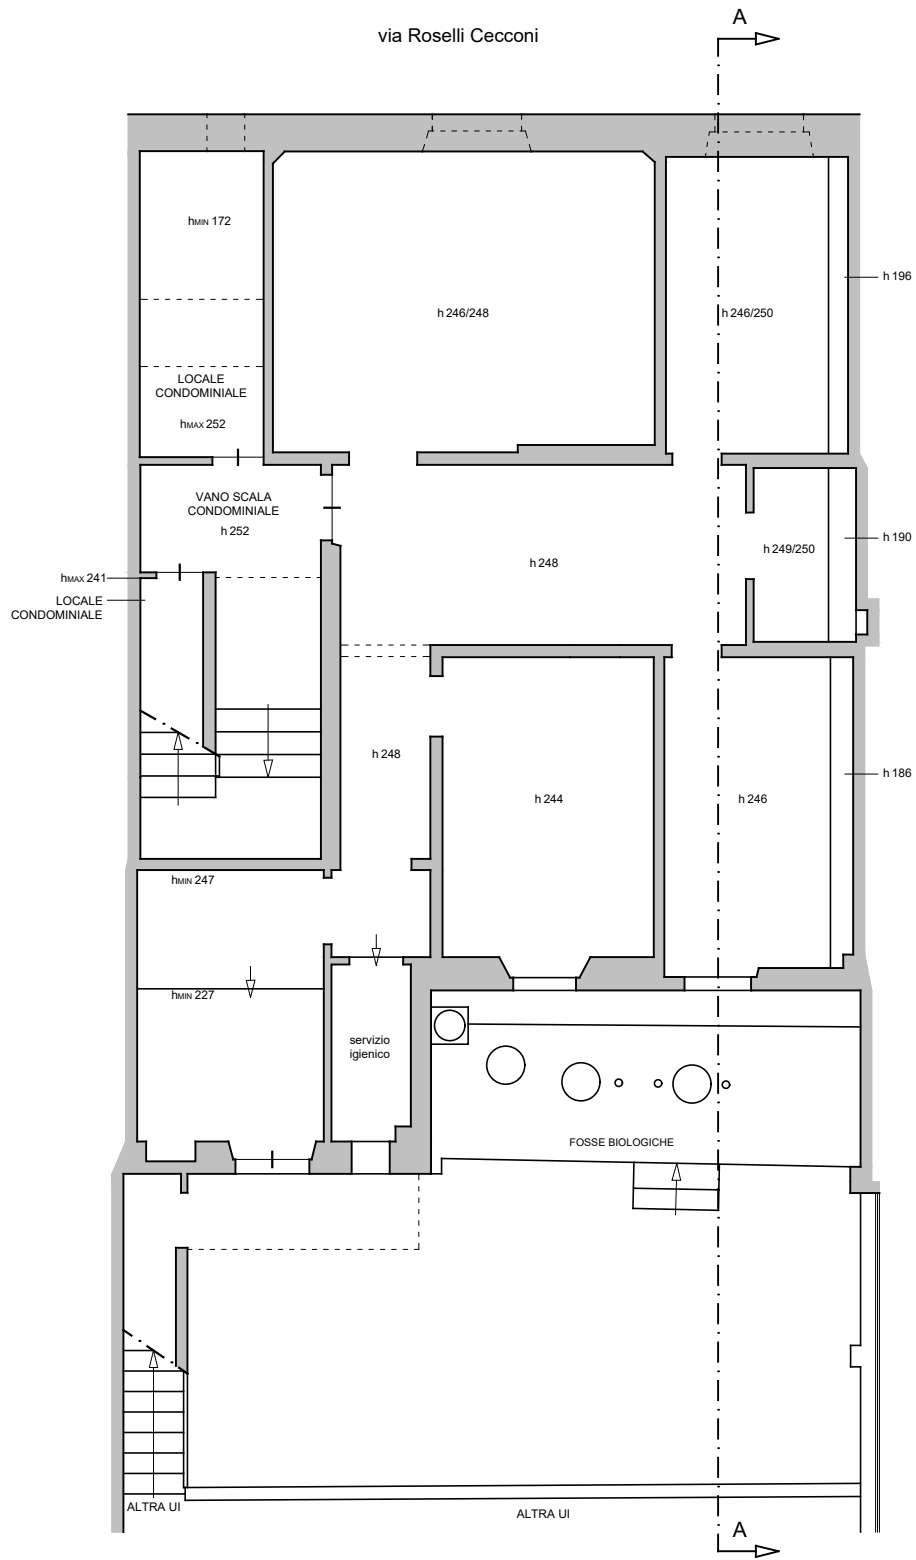 A
via Roselli Cecconi
hMIN 172
h 196
h 246/248
h 246/250
LOCALE
CONDOMINIALE
hMAX 252
VANO SCALA
CONDOMINIALE
h 252
h 190
h 249/250
h 248
hMAX 241
LOCALE
CONDOMINIALE
h 248
h 186
h 244
h 246
hMIN 247
hMIN 227
servizio
igienico
FOSSE BIOLOGICHE
ALTRA UI
ALTRA UI
A